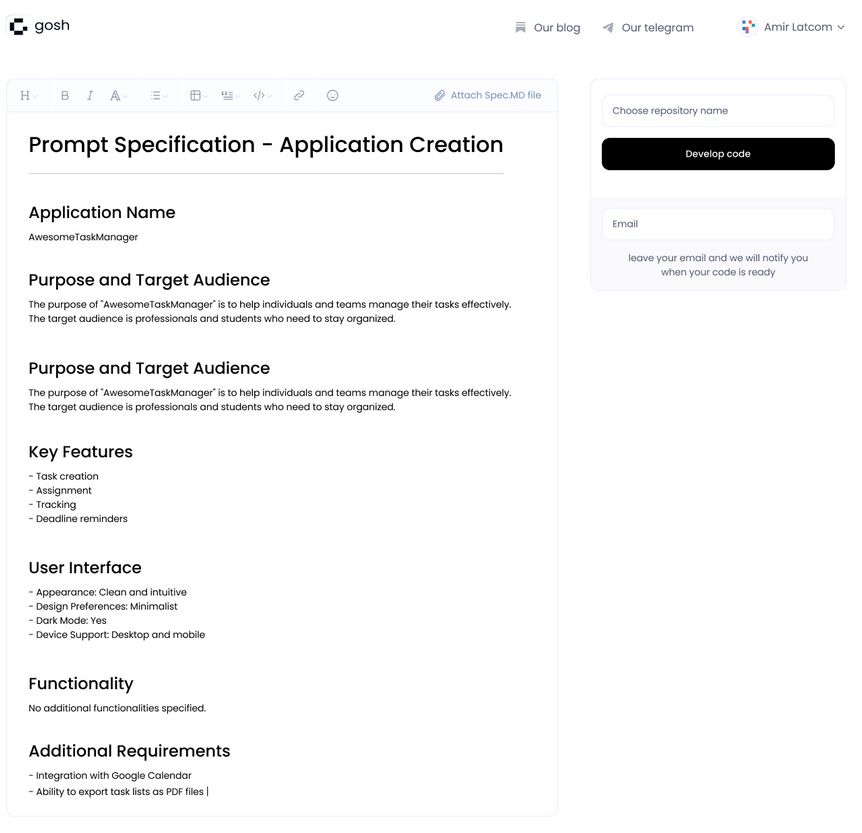 gosh
Our blog
Our telegram
Amir Latcom
H
B
I
A
Attach Spec.MD file
Prompt Specification - Application Creation
Application Name
AwesomeTaskManager
Purpose and Target Audience
The purpose of "AwesomeTaskManager" is to help individuals and teams manage their tasks effectively.
The target audience is professionals and students who need to stay organized.
Purpose and Target Audience
The purpose of "AwesomeTaskManager" is to help individuals and teams manage their tasks effectively.
The target audience is professionals and students who need to stay organized.
Key Features
- Task creation
- Assignment
- Tracking
- Deadline reminders
User Interface
- Appearance: Clean and intuitive
- Design Preferences: Minimalist
- Dark Mode: Yes
- Device Support: Desktop and mobile
Functionality
No additional functionalities specified.
Additional Requirements
- Integration with Google Calendar
- Ability to export task lists as PDF files
Choose repository name
Develop code
Email
leave your email and we will notify you
when your code is ready